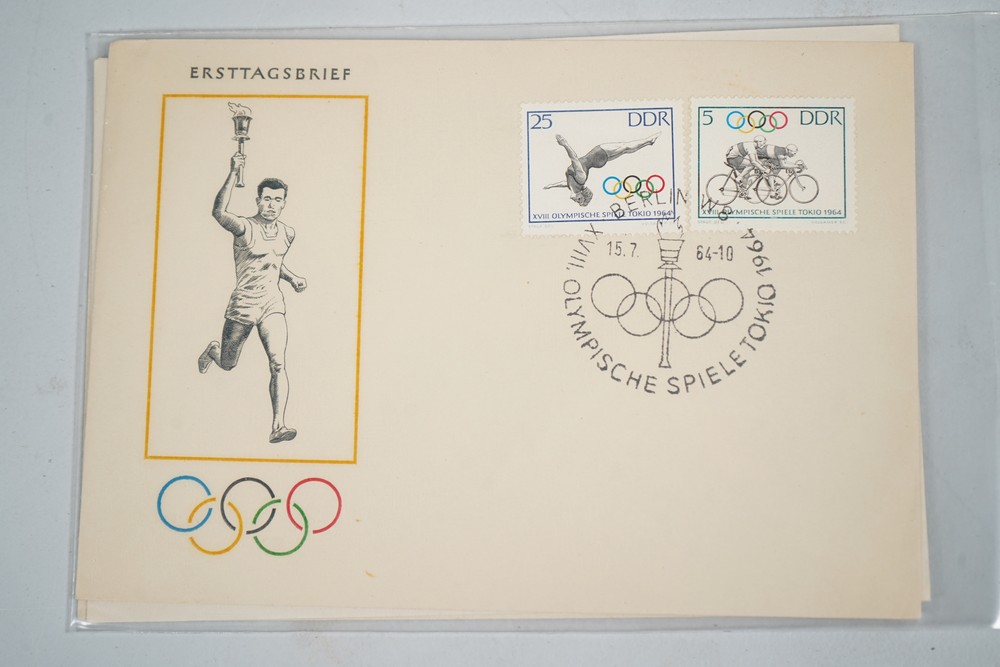 ERSTTAGSBRIEF
25 DDR
XVIII. OLYMPISCHE SPIELE TOKIO 1964
5 DDR
XVIII. OLYMPISCHE SPIELE TOKIO 1964
BERLIN W8
15.7. 64-10
XVIII. OLYMPISCHE SPIELE TOKIO 1964